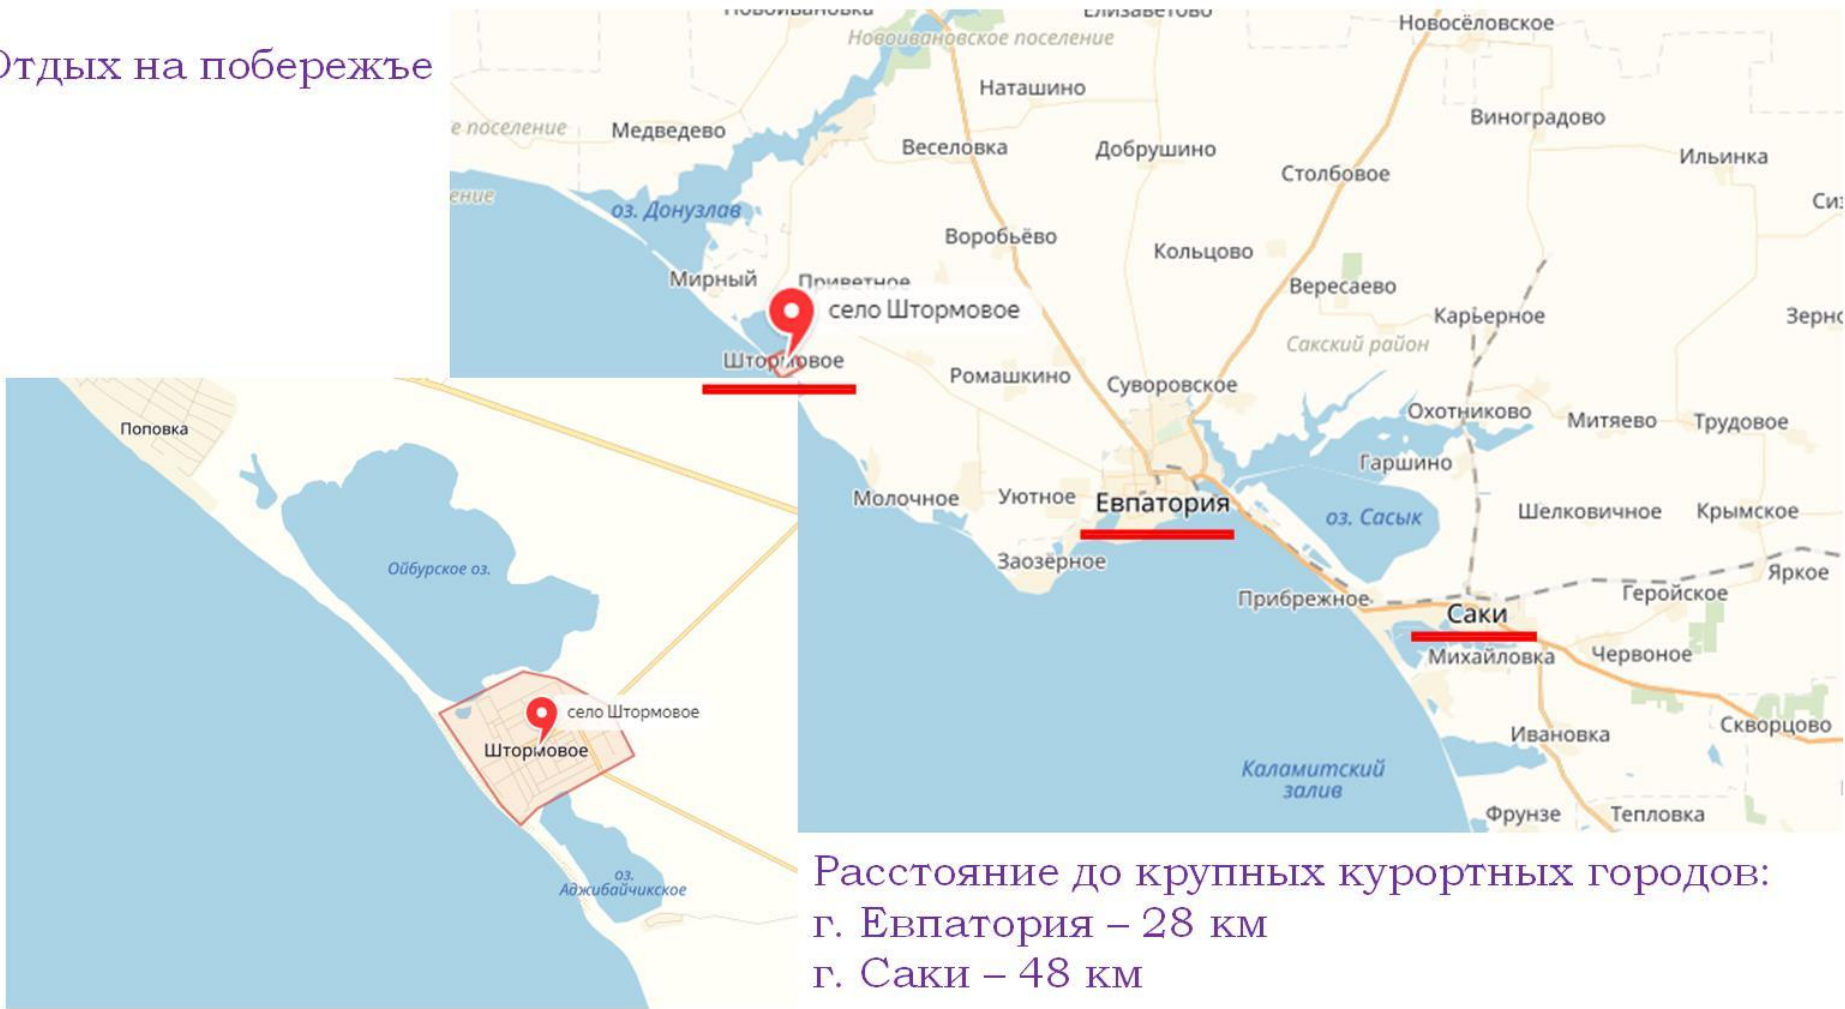 Отдых на побережъе
Новоивановка
Елизаветово
Новосёловское
Новоивановское поселение
Наташино
е поселение
Медведево
Веселовка
Добрушино
Виноградово
Ильинка
Столбовое
ение
оз. Донузлав
Воробьёво
Кольцово
Мирный
Приветное
Вересаево
село Штормовое
Карьерное
Сакский район
Штормовое
Ромашкино
Суворовское
Охотниково
Митяево
Трудовое
Гаршино
Молочное
Уютное
Евпатория
оз. Сасык
Шелковичное
Крымское
Заозёрное
Прибрежное
Саки
Геройское
Яркое
Михайловка
Червоное
Ивановка
Скворцово
Каламитский
залив
Фрунзе
Тепловка
Поповка
Ойбурское оз.
село Штормовое
Штормовое
оз.
Аджибайчикское
Расстояние до крупных курортных городов:
г. Евпатория – 28 км
г. Саки – 48 км